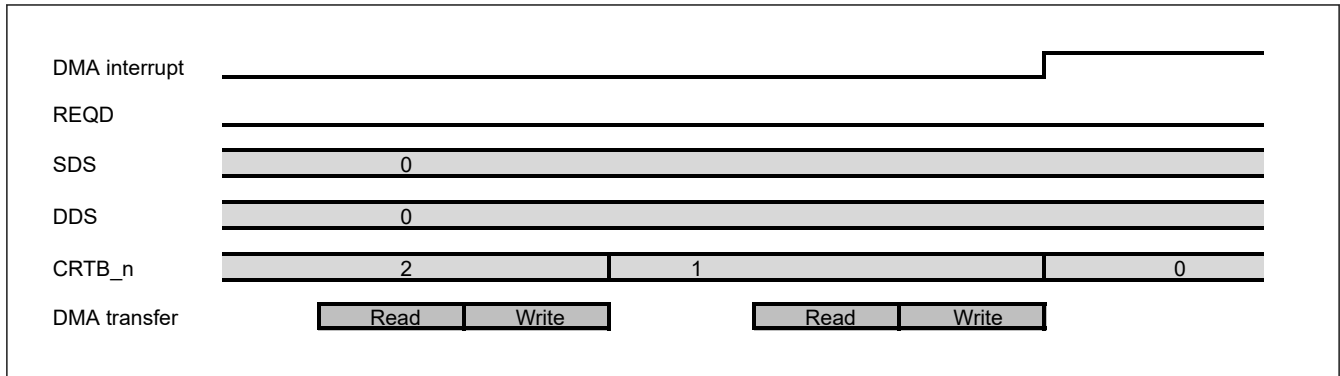 DMA interrupt
REQD
SDS 0
DDS 0
CRTB_n 2 1 0
DMA transfer Read Write Read Write